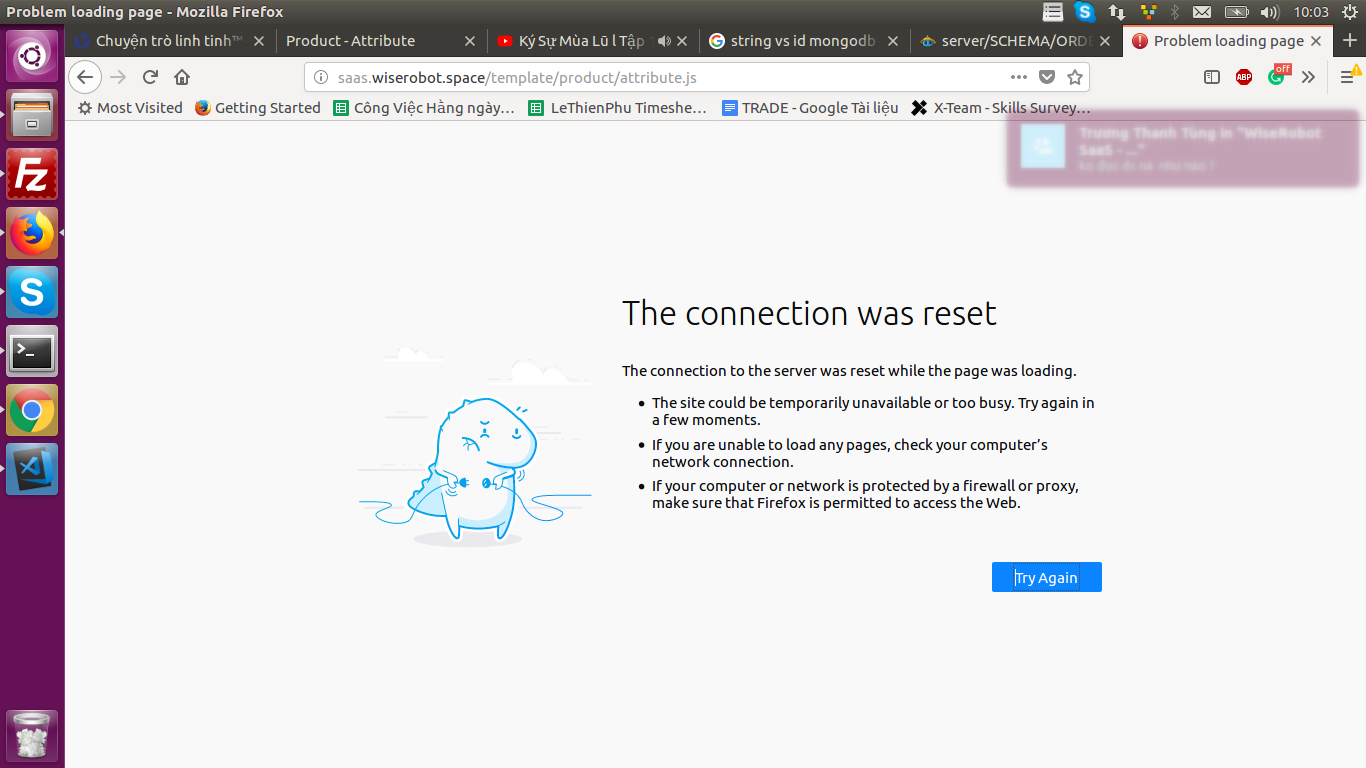 Problem loading page - Mozilla Firefox
10:03
Chuyện trò linh tinh™
Product - Attribute
Ký Sự Mùa Lũ l Tập
string vs id mongodb
server/SCHEMA/ORDE
Problem loading page
saas.wiserobot.space/template/product/attribute.js
ABP
off
Most Visited
Getting Started
Công Việc Hằng ngày…
LeThienPhu Timeshe…
TRADE - Google Tài liệu
X-Team - Skills Survey…
Trương Thanh Tùng in "WiseRobot
SaaS - ..."
ko đọc dc nà như nào ?
The connection was reset
The connection to the server was reset while the page was loading.
The site could be temporarily unavailable or too busy. Try again in
a few moments.
If you are unable to load any pages, check your computer’s
network connection.
If your computer or network is protected by a firewall or proxy,
make sure that Firefox is permitted to access the Web.
Try Again